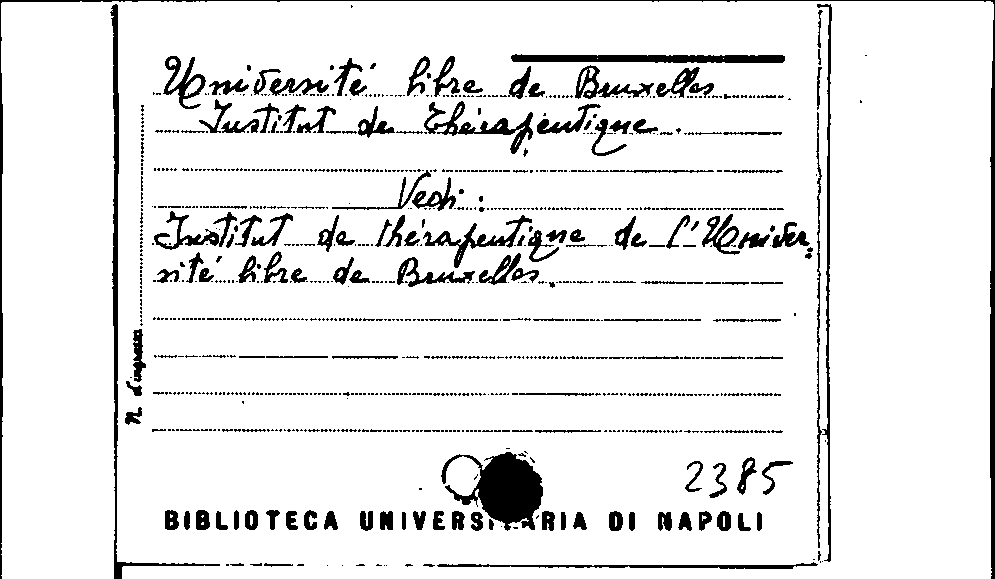 Université libre de Bruxelles.
Institut de Thérapeutique.
Vedi:
Institut de thérapeutique de l'Univer-
sité libre de Bruxelles.
N. d'ingresso
2385
BIBLIOTECA UNIVERSITARIA DI NAPOLI